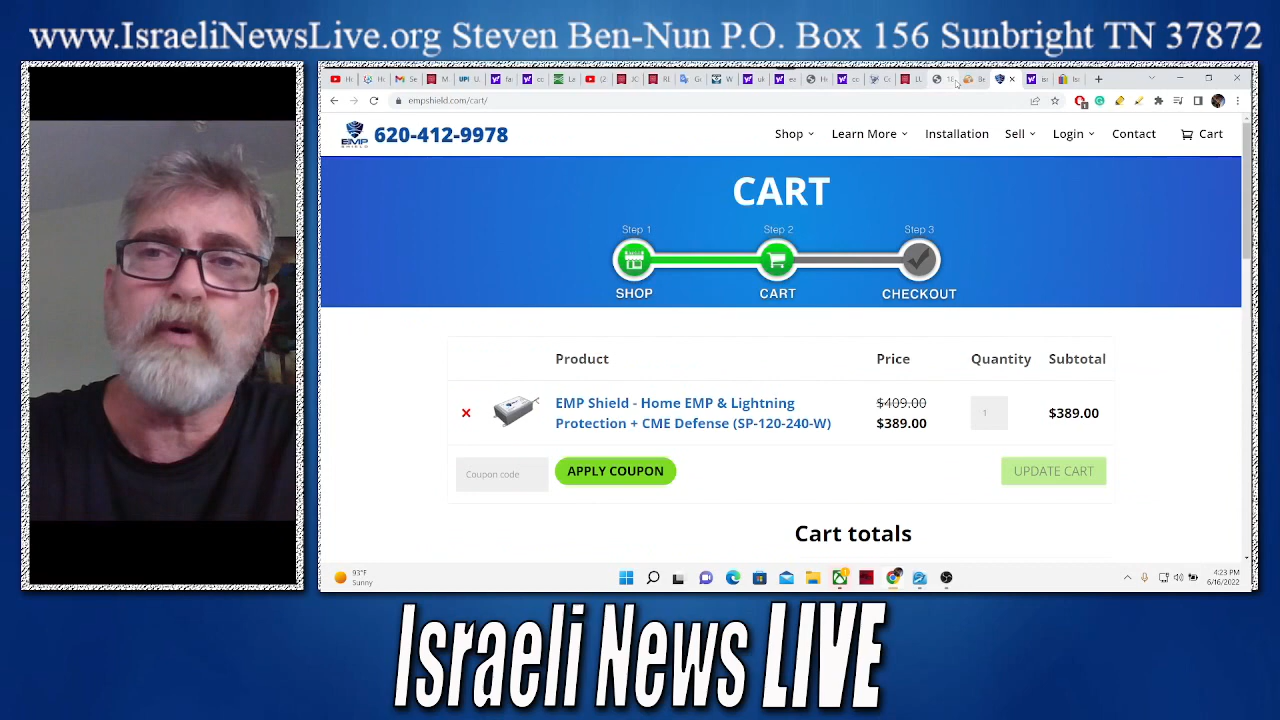 www.IsraeliNewsLive.org Steven Ben-Nun P.O. Box 156 Sunbright TN 37872
empshield.com/cart/
EMP
SHIELD
620-412-9978
Shop
Learn More
Installation
Sell
Login
Contact
Cart
CART
Step 1
Step 2
Step 3
SHOP
CART
CHECKOUT
Product
Price
Quantity
Subtotal
EMP Shield - Home EMP & Lightning
Protection + CME Defense (SP-120-240-W)
$409.00
$389.00
1
$389.00
Coupon code
APPLY COUPON
UPDATE CART
Cart totals
93°F
Sunny
4:23 PM
6/16/2022
Israeli News LIVE